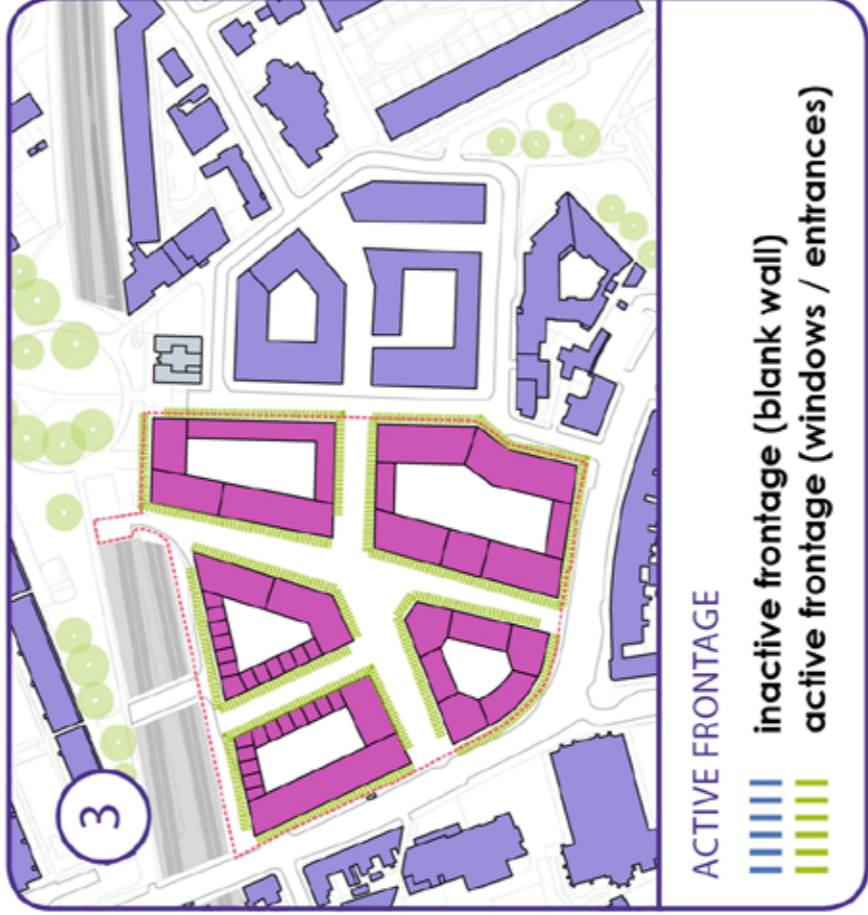 3
ACTIVE FRONTAGE
inactive frontage (blank wall)
active frontage (windows / entrances)